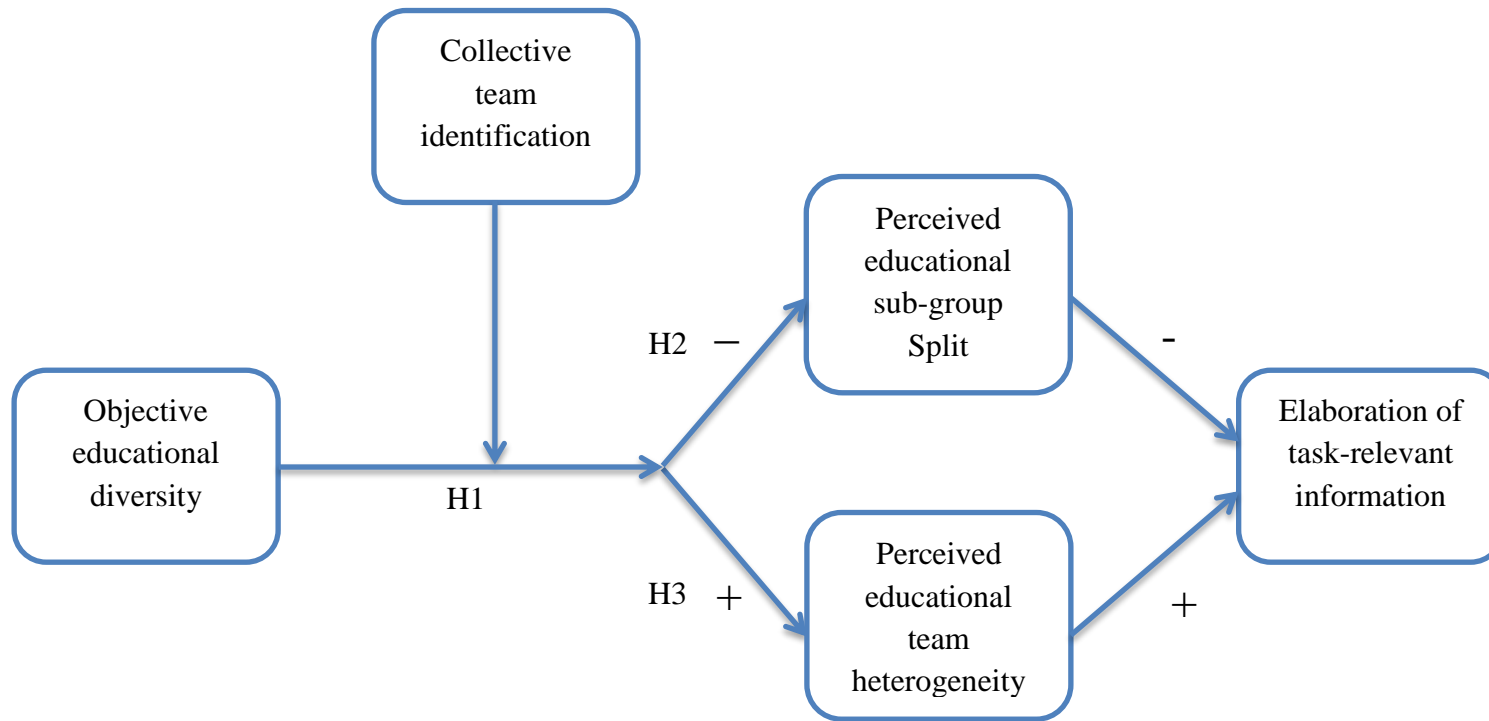 Collective
team
identification
Perceived
educational
sub-group
Split
H2 –
-
Objective
educational
diversity
H1
Elaboration of
task-relevant
information
H3 +
+
Perceived
educational
team
heterogeneity